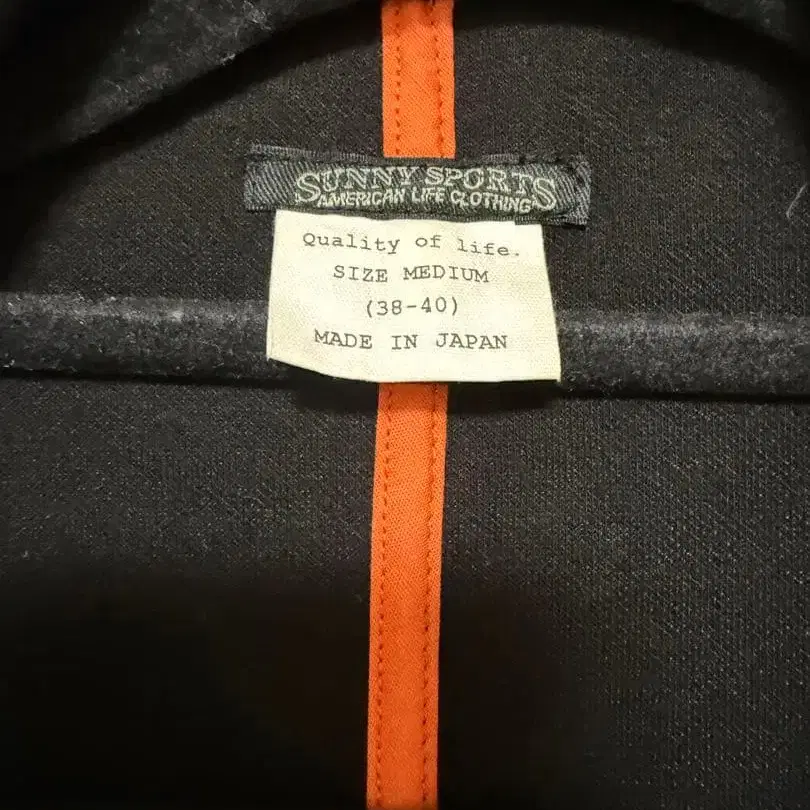 SUNNY SPORTS
AMERICAN LIFE CLOTHING
Quality of life.
SIZE MEDIUM
(38-40)
MADE IN JAPAN